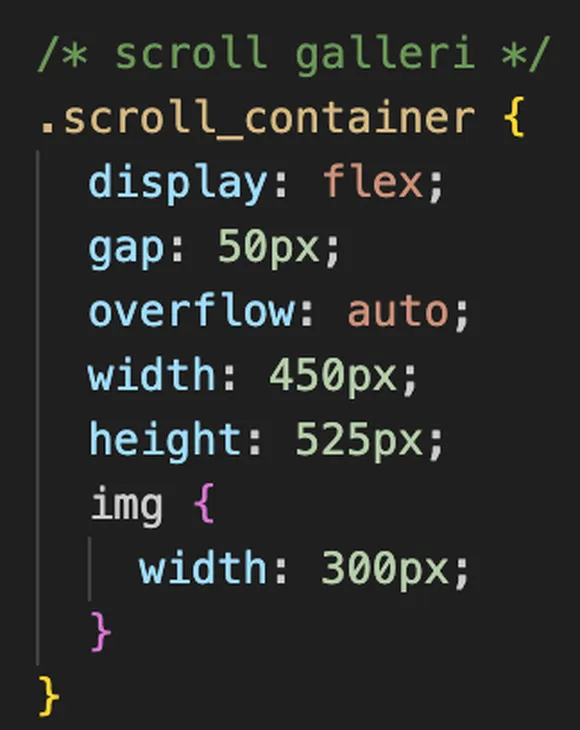 /* scroll galleri */
.scroll_container {
  display: flex;
  gap: 50px;
  overflow: auto;
  width: 450px;
  height: 525px;
  img {
    width: 300px;
  }
}